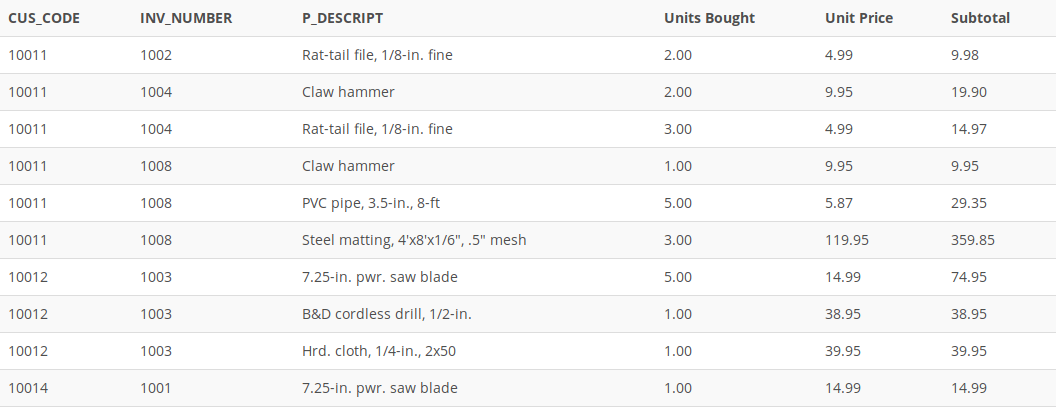 CUS_CODE INV_NUMBER P_DESCRIPT Units Bought Unit Price Subtotal
10011 1002 Rat-tail file, 1/8-in. fine 2.00 4.99 9.98
10011 1004 Claw hammer 2.00 9.95 19.90
10011 1004 Rat-tail file, 1/8-in. fine 3.00 4.99 14.97
10011 1008 Claw hammer 1.00 9.95 9.95
10011 1008 PVC pipe, 3.5-in., 8-ft 5.00 5.87 29.35
10011 1008 Steel matting, 4'x8'x1/6", .5" mesh 3.00 119.95 359.85
10012 1003 7.25-in. pwr. saw blade 5.00 14.99 74.95
10012 1003 B&D cordless drill, 1/2-in. 1.00 38.95 38.95
10012 1003 Hrd. cloth, 1/4-in., 2x50 1.00 39.95 39.95
10014 1001 7.25-in. pwr. saw blade 1.00 14.99 14.99